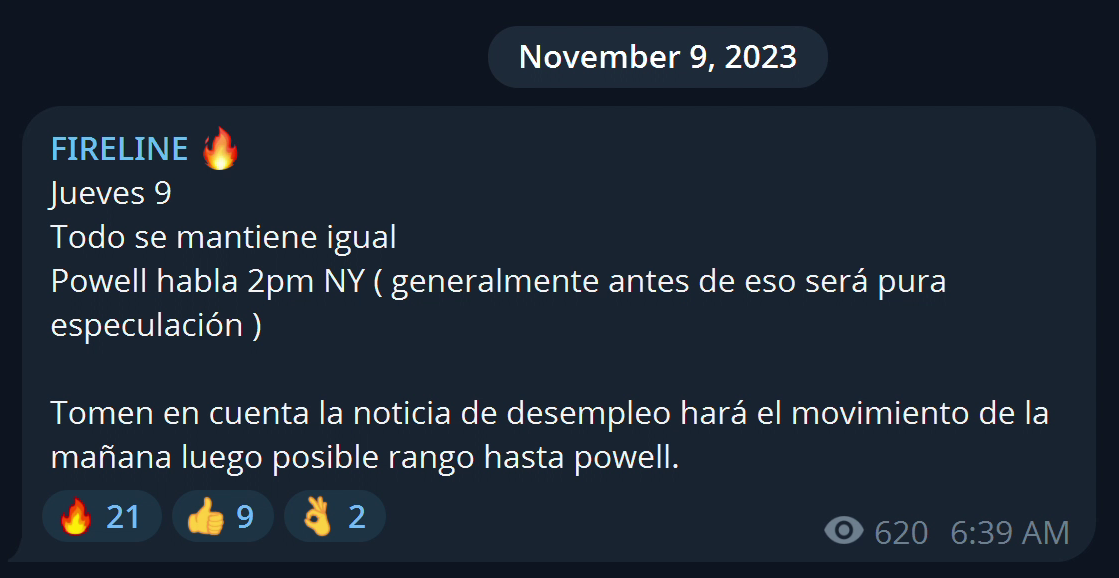 November 9, 2023
FIRELINE 🔥
Jueves 9
Todo se mantiene igual
Powell habla 2pm NY ( generalmente antes de eso será pura
especulación )
Tomen en cuenta la noticia de desempleo hará el movimiento de la
mañana luego posible rango hasta powell.
🔥 21 👍 9 👌 2
620 6:39 AM